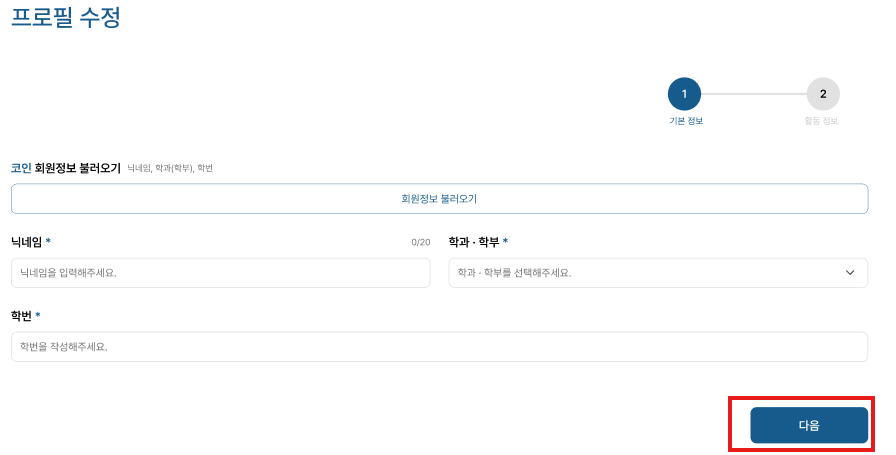 프로필 수정
1
2
기본 정보
활동 정보
코인 회원정보 불러오기 닉네임, 학과(학부), 학번
회원정보 불러오기
닉네임 *
0/20
학과 · 학부 *
닉네임을 입력해주세요.
학과 · 학부를 선택해주세요.
학번 *
학번을 작성해주세요.
다음